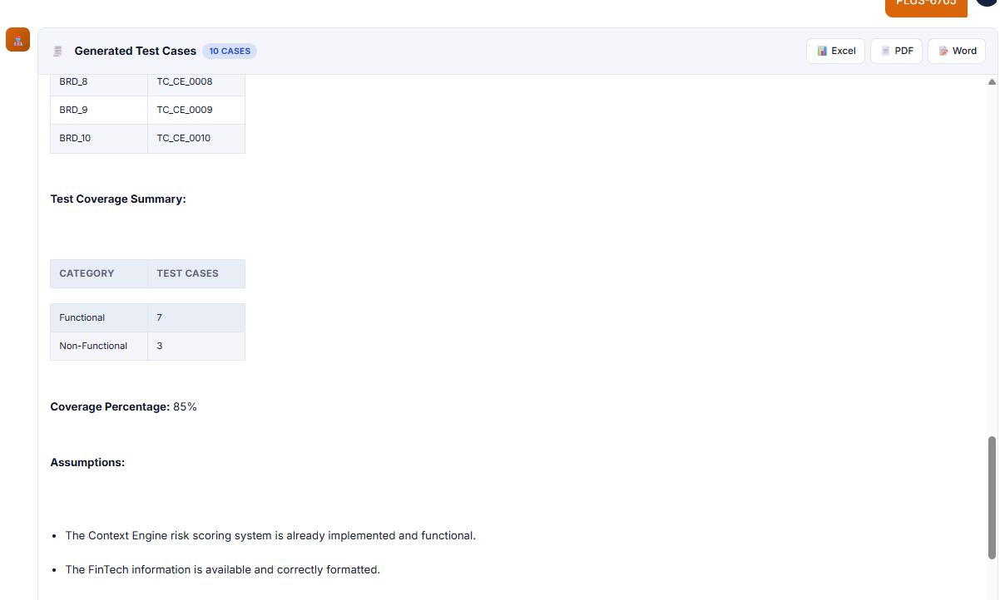 PLUS-6705
Generated Test Cases 10 CASES Excel PDF Word
BRD_8 TC_CE_0008
BRD_9 TC_CE_0009
BRD_10 TC_CE_0010
Test Coverage Summary:
CATEGORY TEST CASES
Functional 7
Non-Functional 3
Coverage Percentage: 85%
Assumptions:
• The Context Engine risk scoring system is already implemented and functional.
• The FinTech information is available and correctly formatted.